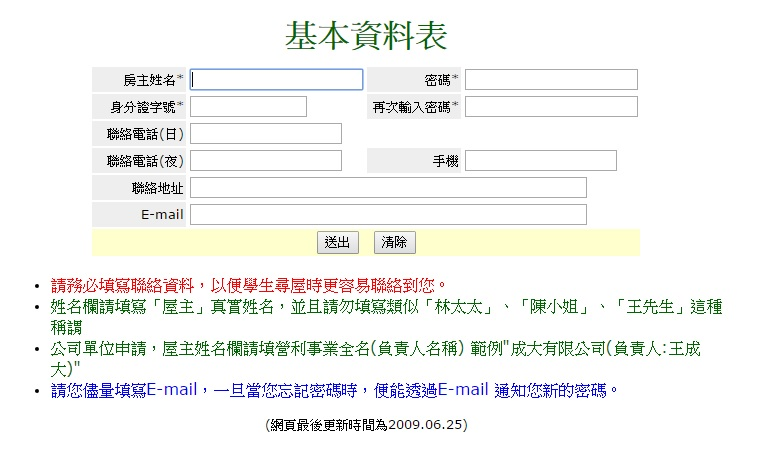 基本資料表
房主姓名* 密碼*
身分證字號* 再次輸入密碼*
聯絡電話(日)
聯絡電話(夜) 手機
聯絡地址
E-mail
送出 清除
請務必填寫聯絡資料，以便學生尋屋時更容易聯絡到您。
姓名欄請填寫「屋主」真實姓名，並且請勿填寫類似「林太太」、「陳小姐」、「王先生」這種
稱謂
公司單位申請，屋主姓名欄請填營利事業全名(負責人名稱) 範例"成大有限公司(負責人:王成
大)"
請您儘量填寫E-mail，一旦當您忘記密碼時，便能透過E-mail 通知您新的密碼。
(網頁最後更新時間為2009.06.25)